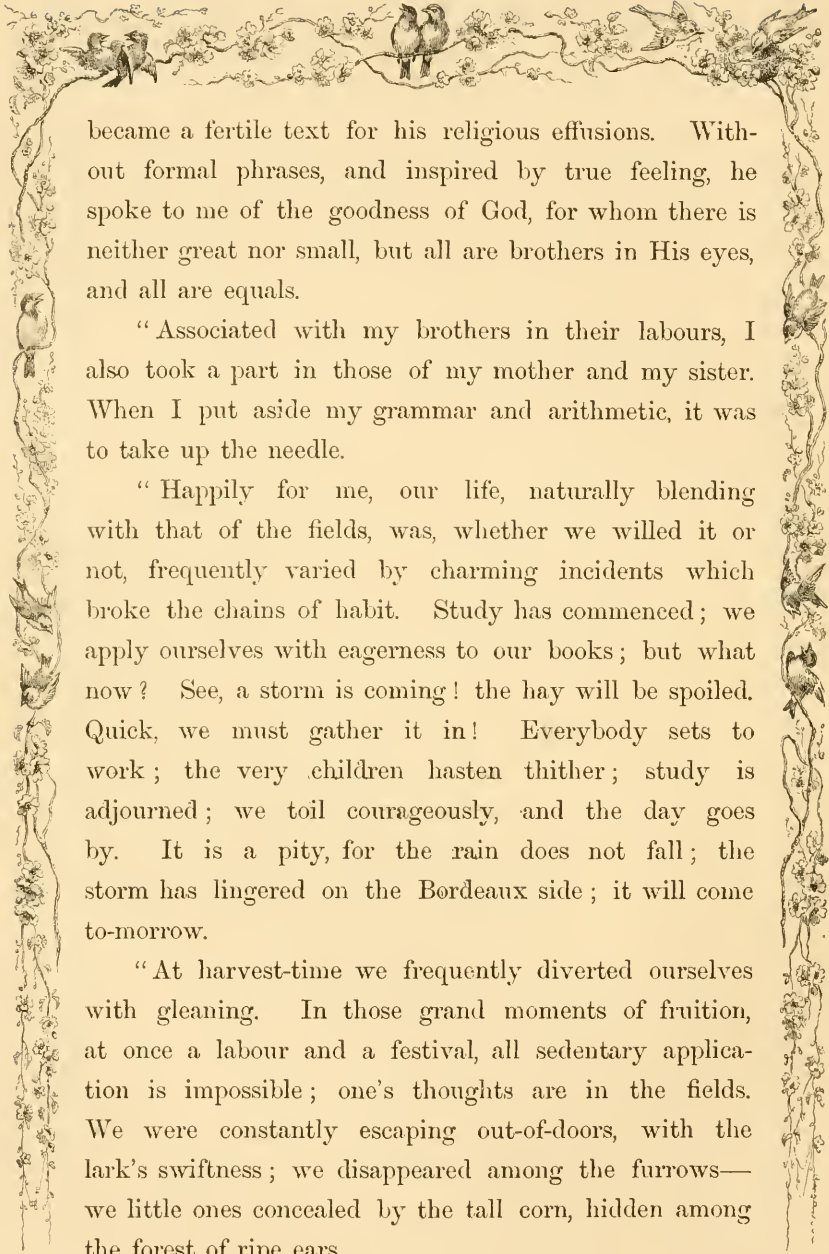 became a fertile text for his religious effusions. With-
out formal phrases, and inspired by true feeling, he
spoke to me of the goodness of God, for whom there is
neither great nor small, but all are brothers in His eyes,
and all are equals.
“Associated with my brothers in their labours, I
also took a part in those of my mother and my sister.
When I put aside my grammar and arithmetic, it was
to take up the needle.
“Happily for me, our life, naturally blending
with that of the fields, was, whether we willed it or
not, frequently varied by charming incidents which
broke the chains of habit. Study has commenced; we
apply ourselves with eagerness to our books; but what
now? See, a storm is coming! the hay will be spoiled.
Quick, we must gather it in! Everybody sets to
work; the very children hasten thither; study is
adjourned; we toil courageously, and the day goes
by. It is a pity, for the rain does not fall; the
storm has lingered on the Bordeaux side; it will come
to-morrow.
“At harvest-time we frequently diverted ourselves
with gleaning. In those grand moments of fruition,
at once a labour and a festival, all sedentary applica-
tion is impossible; one’s thoughts are in the fields.
We were constantly escaping out-of-doors, with the
lark’s swiftness; we disappeared among the furrows—
we little ones concealed by the tall corn, hidden among
the forest of ripe ears.